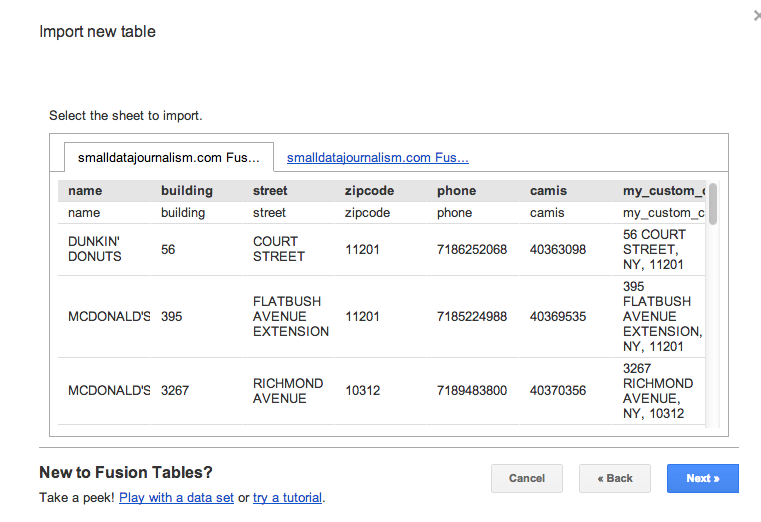 Import new table
Select the sheet to import.
smalldatajournalism.com Fus... smalldatajournalism.com Fus...
name building street zipcode phone camis my_custom_c
name building street zipcode phone camis my_custom_c
DUNKIN' DONUTS 56 COURT STREET 11201 7186252068 40363098 56 COURT STREET, NY, 11201
MCDONALD'S 395 FLATBUSH AVENUE EXTENSION 11201 7185224988 40369535 395 FLATBUSH AVENUE EXTENSION, NY, 11201
MCDONALD'S 3267 RICHMOND AVENUE 10312 7189483800 40370356 3267 RICHMOND AVENUE, NY, 10312
New to Fusion Tables?
Take a peek! Play with a data set or try a tutorial.
Cancel « Back Next »